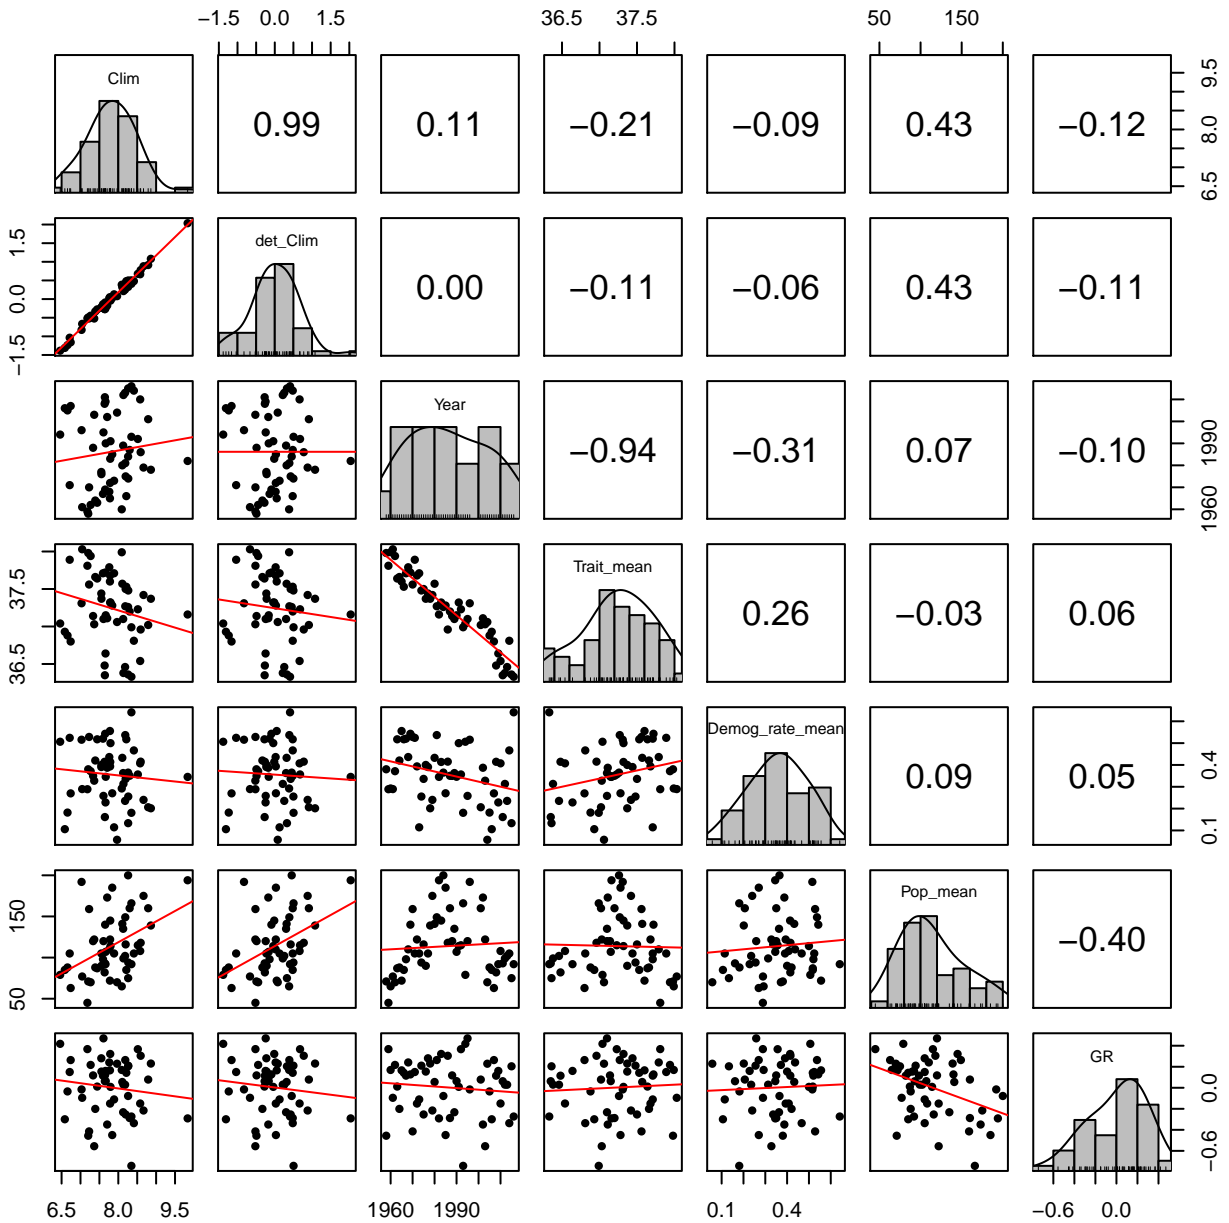 −1.5 0.0 1.5 36.5 37.5 50 150
Clim
0.99 0.11 −0.21 −0.09 0.43 −0.12
6.5 8.0 9.5
−1.5 0.0 1.5
det_Clim
0.00 −0.11 −0.06 0.43 −0.11
Year
−0.94 −0.31 0.07 −0.10
1960 1990
36.5 37.5
Trait_mean
0.26 −0.03 0.06
Demog_rate_mean
0.09 0.05
0.1 0.4
50 150
Pop_mean
−0.40
GR
−0.6 0.0
6.5 8.0 9.5 1960 1990 0.1 0.4 −0.6 0.0